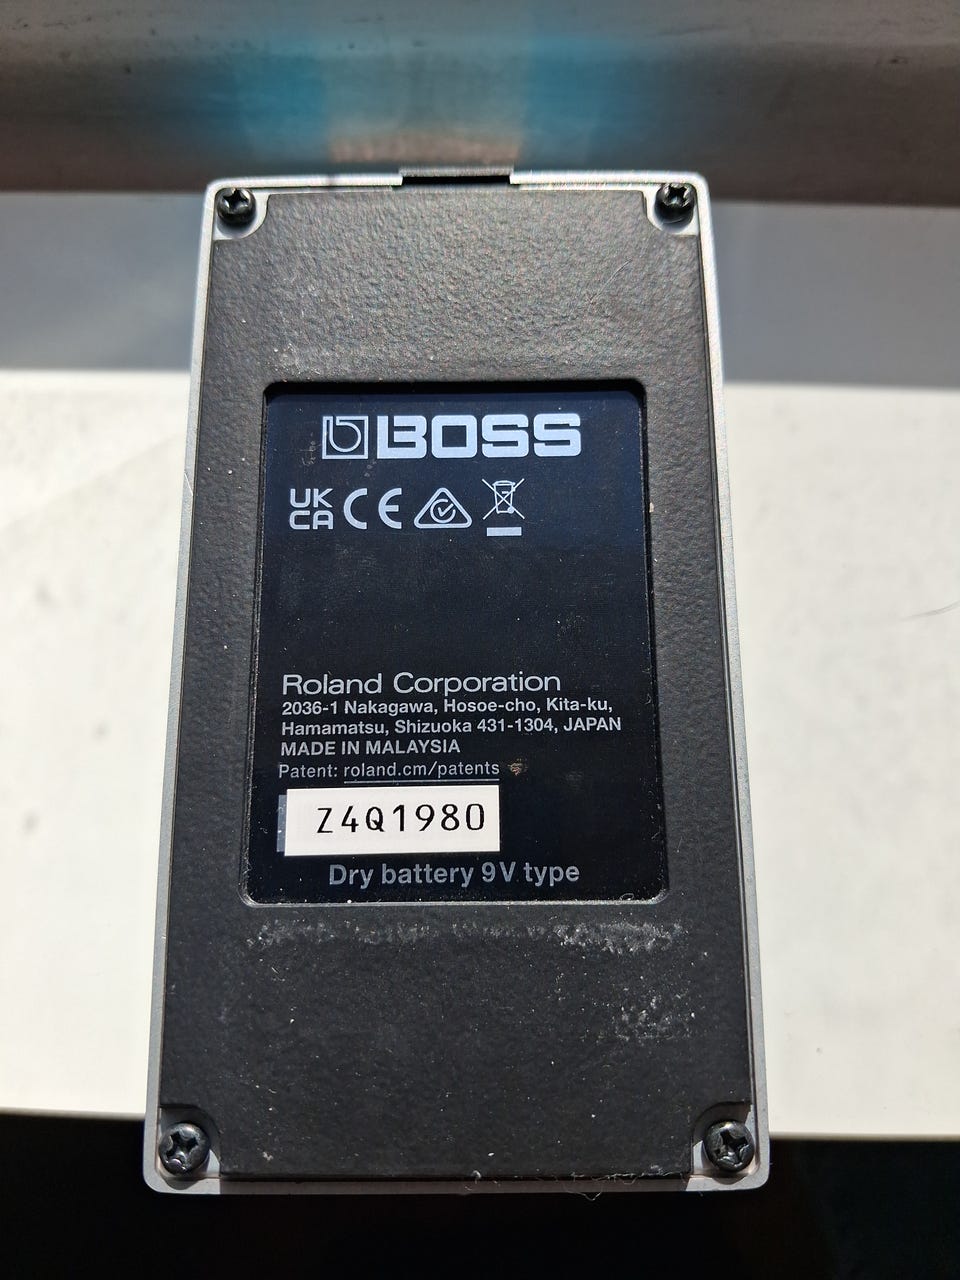 BOSS
UK
CA CE
Roland Corporation
2036-1 Nakagawa, Hosoe-cho, Kita-ku,
Hamamatsu, Shizuoka 431-1304, JAPAN
MADE IN MALAYSIA
Patent: roland.cm/patents
Z4Q1980
Dry battery 9V type